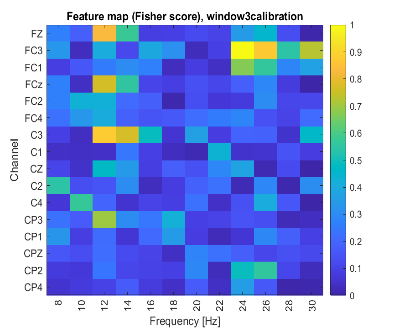 Feature map (Fisher score), window3calibration
Channel
FZ
FC3
FC1
FCz
FC2
FC4
C3
C1
CZ
C2
C4
CP3
CP1
CPZ
CP2
CP4
8 10 12 14 16 18 20 22 24 26 28 30
Frequency [Hz]
1
0.9
0.8
0.7
0.6
0.5
0.4
0.3
0.2
0.1
0